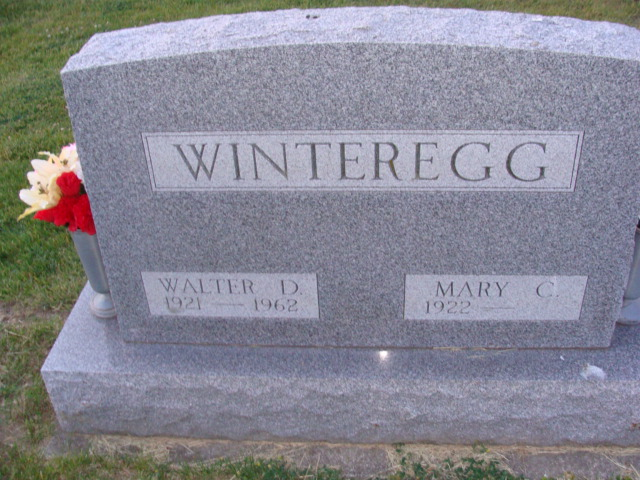 WINTEREGG
WALTER D.
1921 — 1962
MARY C.
1922 —